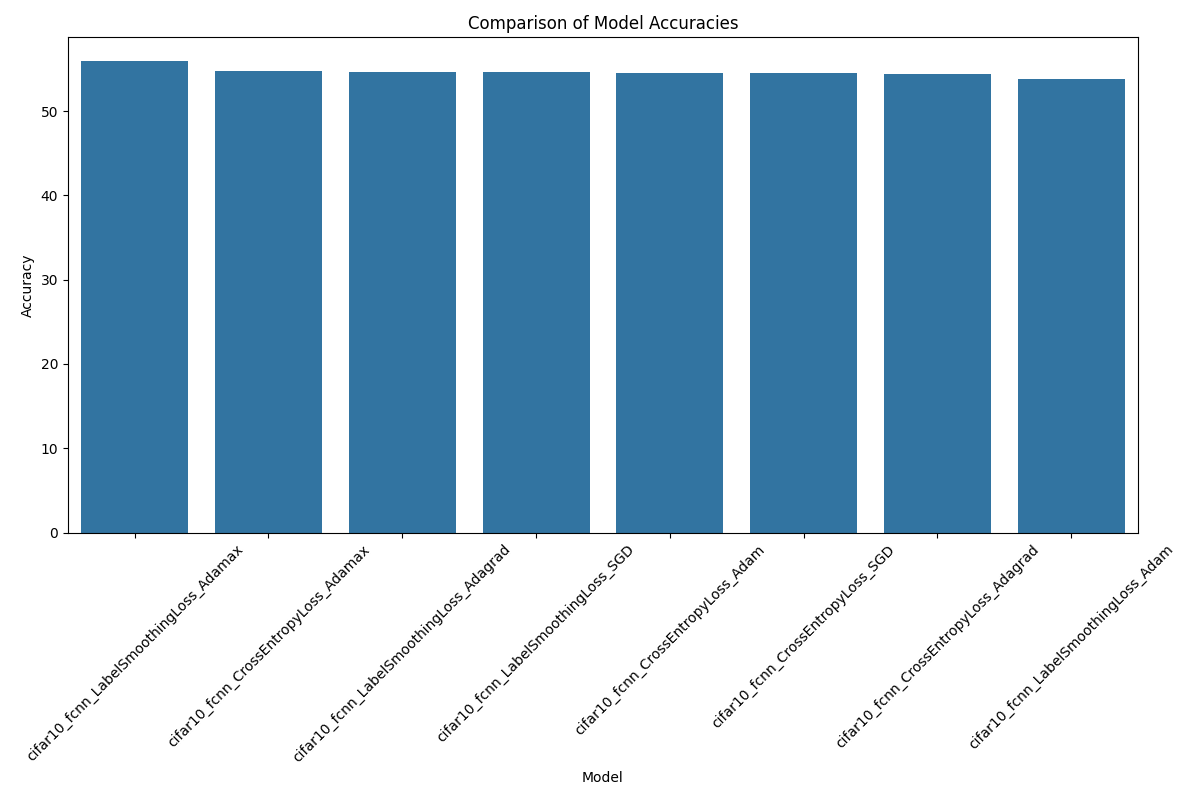 Comparison of Model Accuracies
Accuracy
50
40
30
20
10
0
cifar10_fcnn_LabelSmoothingLoss_Adamax
cifar10_fcnn_CrossEntropyLoss_Adamax
cifar10_fcnn_LabelSmoothingLoss_Adagrad
cifar10_fcnn_LabelSmoothingLoss_SGD
cifar10_fcnn_CrossEntropyLoss_Adam
cifar10_fcnn_CrossEntropyLoss_SGD
cifar10_fcnn_CrossEntropyLoss_Adagrad
cifar10_fcnn_LabelSmoothingLoss_Adam
Model